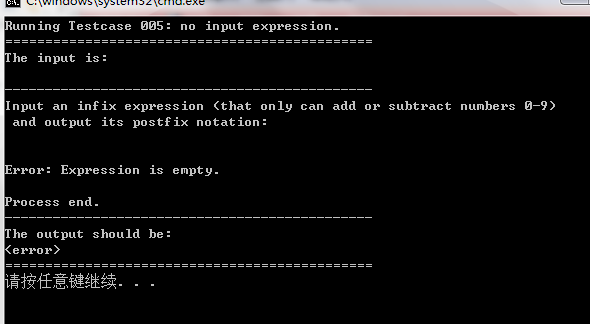 C:\windows\system32\cmd.exe
Running Testcase 005: no input expression.
=============================================
The input is:
---------------------------------------------
Input an infix expression (that only can add or subtract numbers 0-9)
and output its postfix notation:
Error: Expression is empty.
Process end.
---------------------------------------------
The output should be:
<error>
=============================================
请按任意键继续. . .